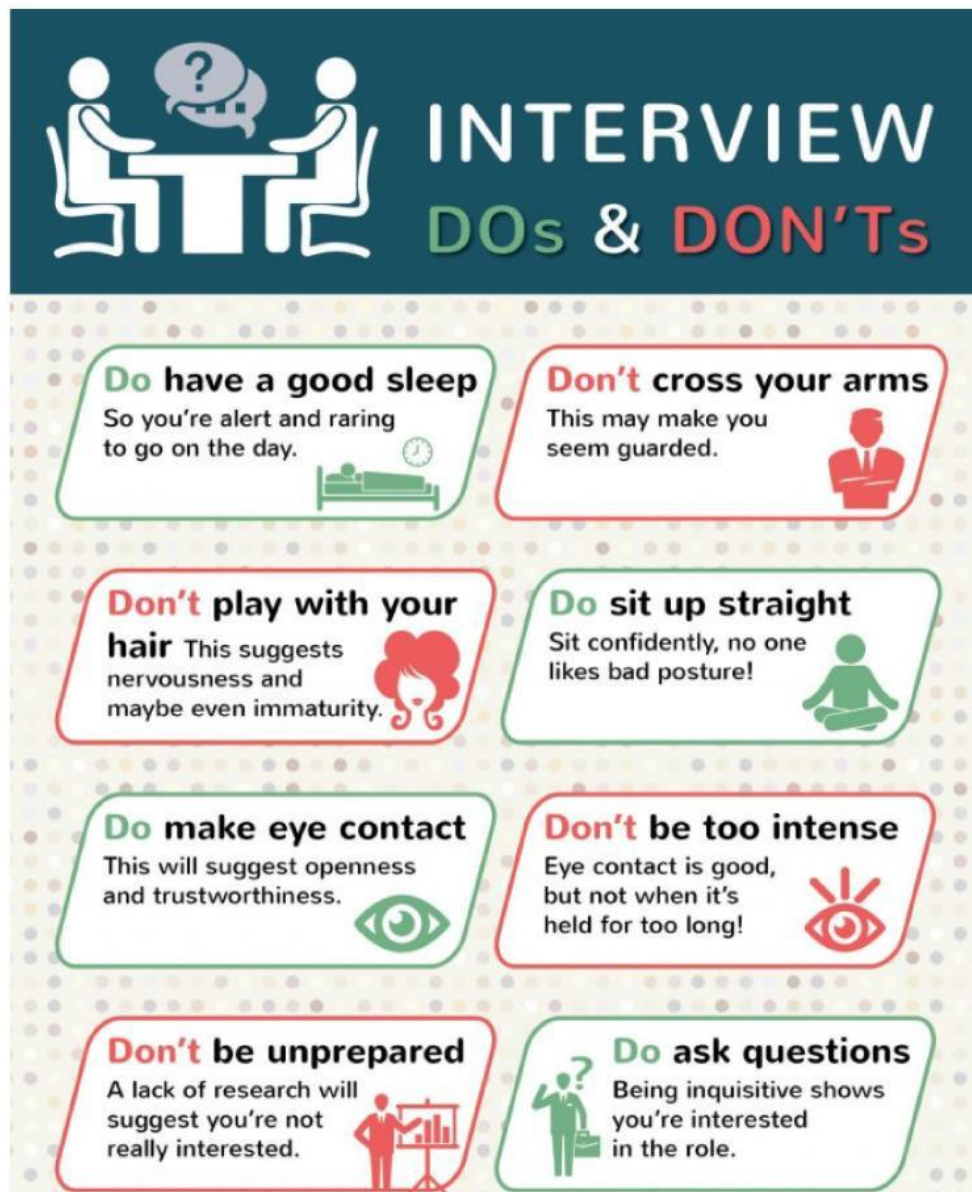 ?
INTERVIEW
DOs & DON'Ts
Do have a good sleep
So you're alert and raring
to go on the day.
Don't cross your arms
This may make you
seem guarded.
Don't play with your
hair This suggests
nervousness and
maybe even immaturity.
Do sit up straight
Sit confidently, no one
likes bad posture!
Do make eye contact
This will suggest openness
and trustworthiness.
Don't be too intense
Eye contact is good,
but not when it's
held for too long!
Don't be unprepared
A lack of research will
suggest you're not
really interested.
?
Do ask questions
Being inquisitive shows
you're interested
in the role.